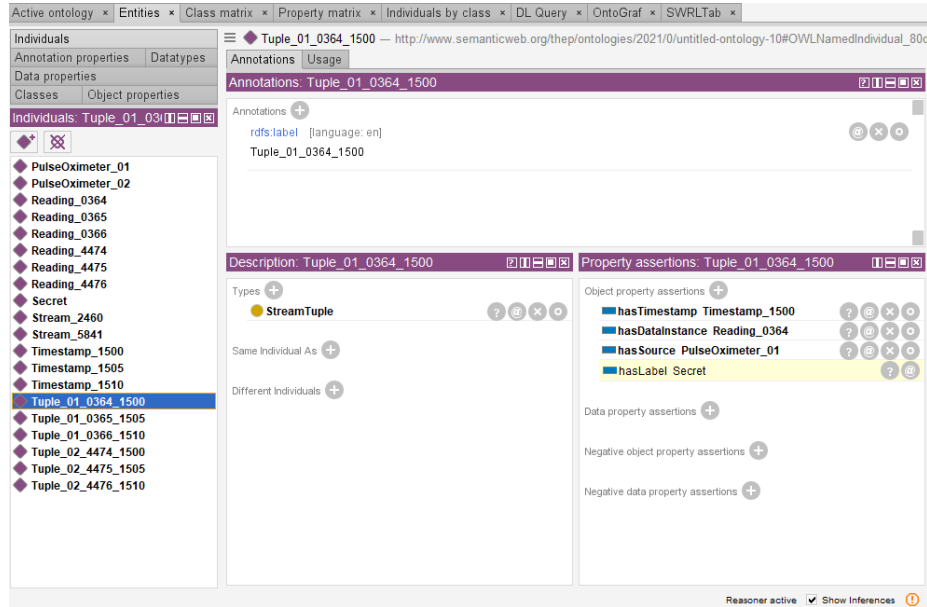 Active ontology × Entities × Class matrix × Property matrix × Individuals by class × DL Query × OntoGraf × SWRLTab ×
Individuals
Annotation properties Datatypes
Data properties
Classes Object properties
Individuals: Tuple_01_03
PulseOximeter_01
PulseOximeter_02
Reading_0364
Reading_0365
Reading_0366
Reading_4474
Reading_4475
Reading_4476
Secret
Stream_2460
Stream_5841
Timestamp_1500
Timestamp_1505
Timestamp_1510
Tuple_01_0364_1500
Tuple_01_0365_1505
Tuple_01_0366_1510
Tuple_02_4474_1500
Tuple_02_4475_1505
Tuple_02_4476_1510
Tuple_01_0364_1500 — http://www.semanticweb.org/thep/ontologies/2021/0/untitled-ontology-10#OWLNamedIndividual_80
Annotations Usage
Annotations: Tuple_01_0364_1500
Annotations
rdfs:label [language: en]
Tuple_01_0364_1500
Description: Tuple_01_0364_1500
Types
StreamTuple
Same Individual As
Different Individuals
Property assertions: Tuple_01_0364_1500
Object property assertions
hasTimestamp Timestamp_1500
hasDataInstance Reading_0364
hasSource PulseOximeter_01
hasLabel Secret
Data property assertions
Negative object property assertions
Negative data property assertions
Reasoner active Show Inferences